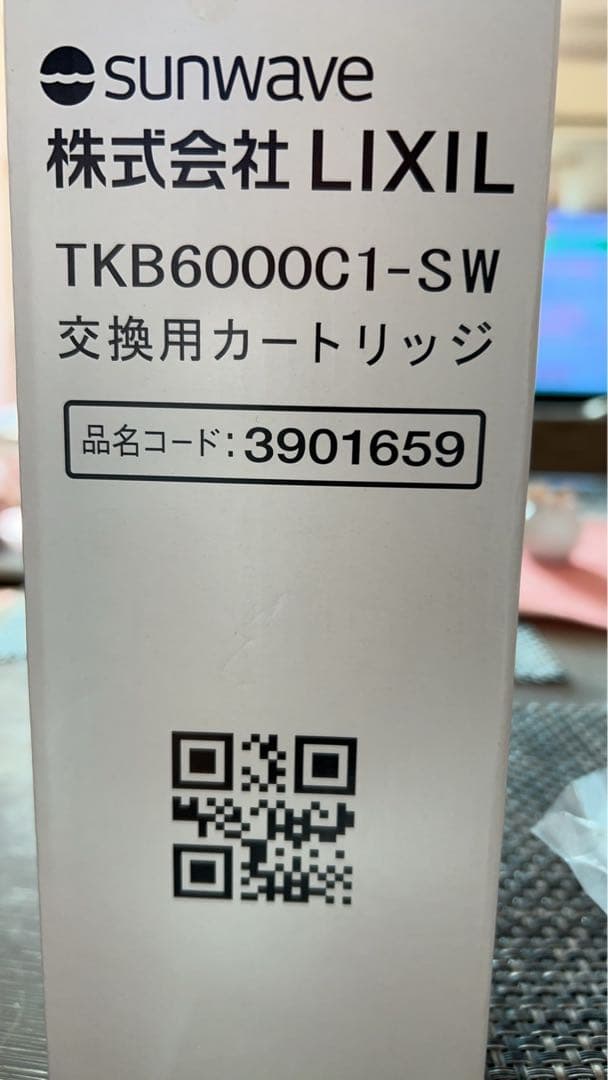 sunwave
株式会社 LIXIL
TKB6000C1-SW
交換用カートリッジ
品名コード:3901659